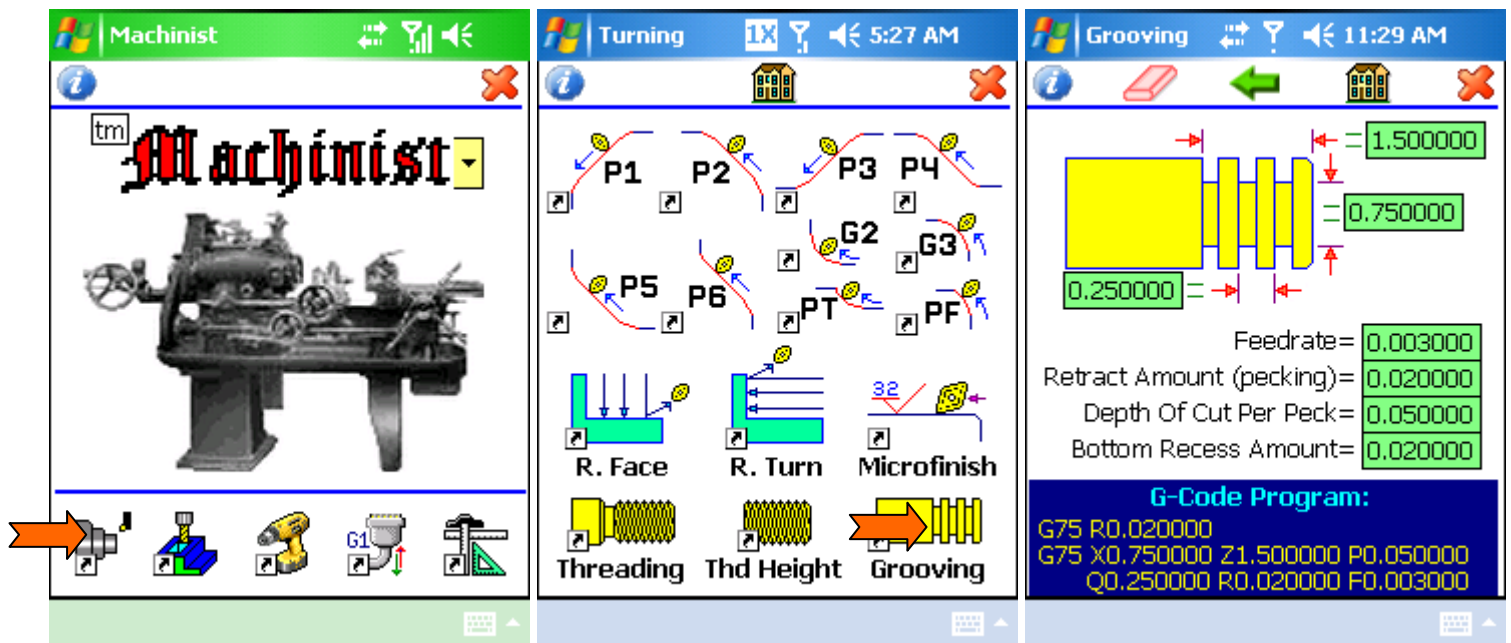 Machinist
tm
Machinist
G1
Turning 1X 5:27 AM
P1 P2 P3 P4
G2 G3
P5 P6 PT PF
32
R. Face R. Turn Microfinish
Threading Thd Height Grooving
Grooving 11:29 AM
= 1.500000
= 0.750000
0.250000 =
Feedrate= 0.003000
Retract Amount (pecking)= 0.020000
Depth Of Cut Per Peck= 0.050000
Bottom Recess Amount= 0.020000
G-Code Program:
G75 R0.020000
G75 X0.750000 Z1.500000 P0.050000
Q0.250000 R0.020000 F0.003000